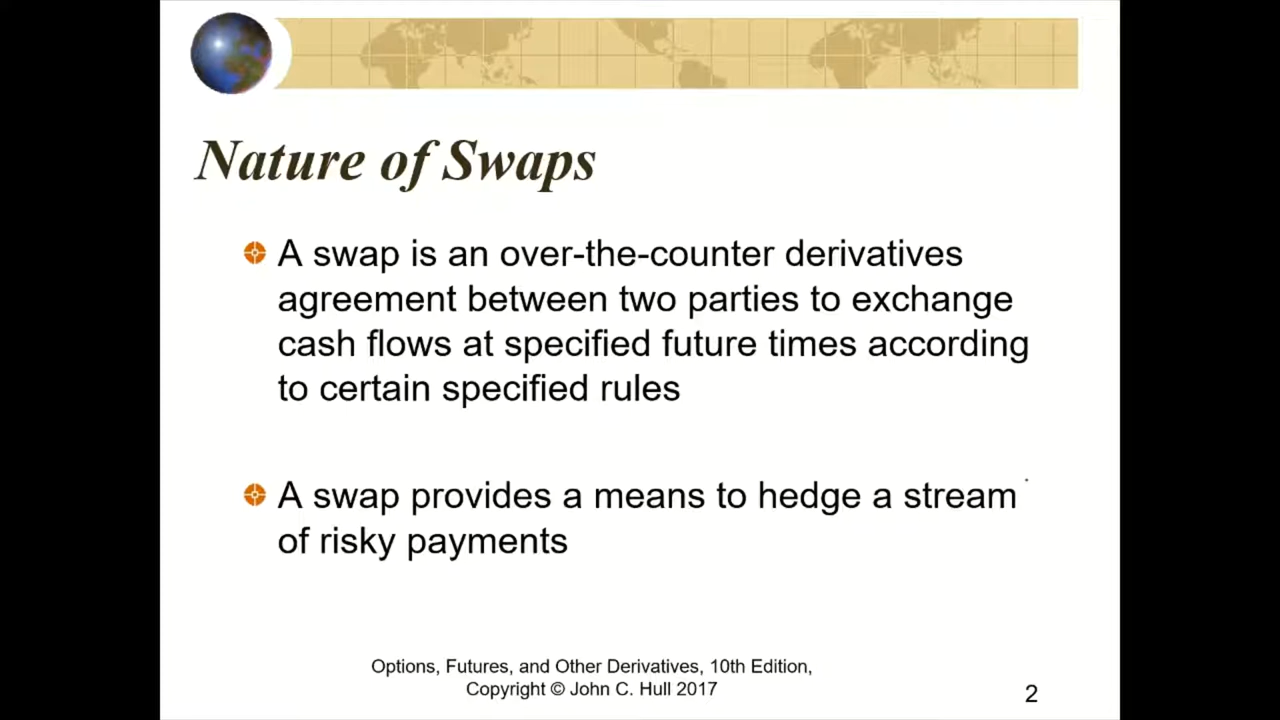 Nature of Swaps
A swap is an over-the-counter derivatives
agreement between two parties to exchange
cash flows at specified future times according
to certain specified rules
A swap provides a means to hedge a stream
of risky payments
Options, Futures, and Other Derivatives, 10th Edition,
Copyright © John C. Hull 2017
2